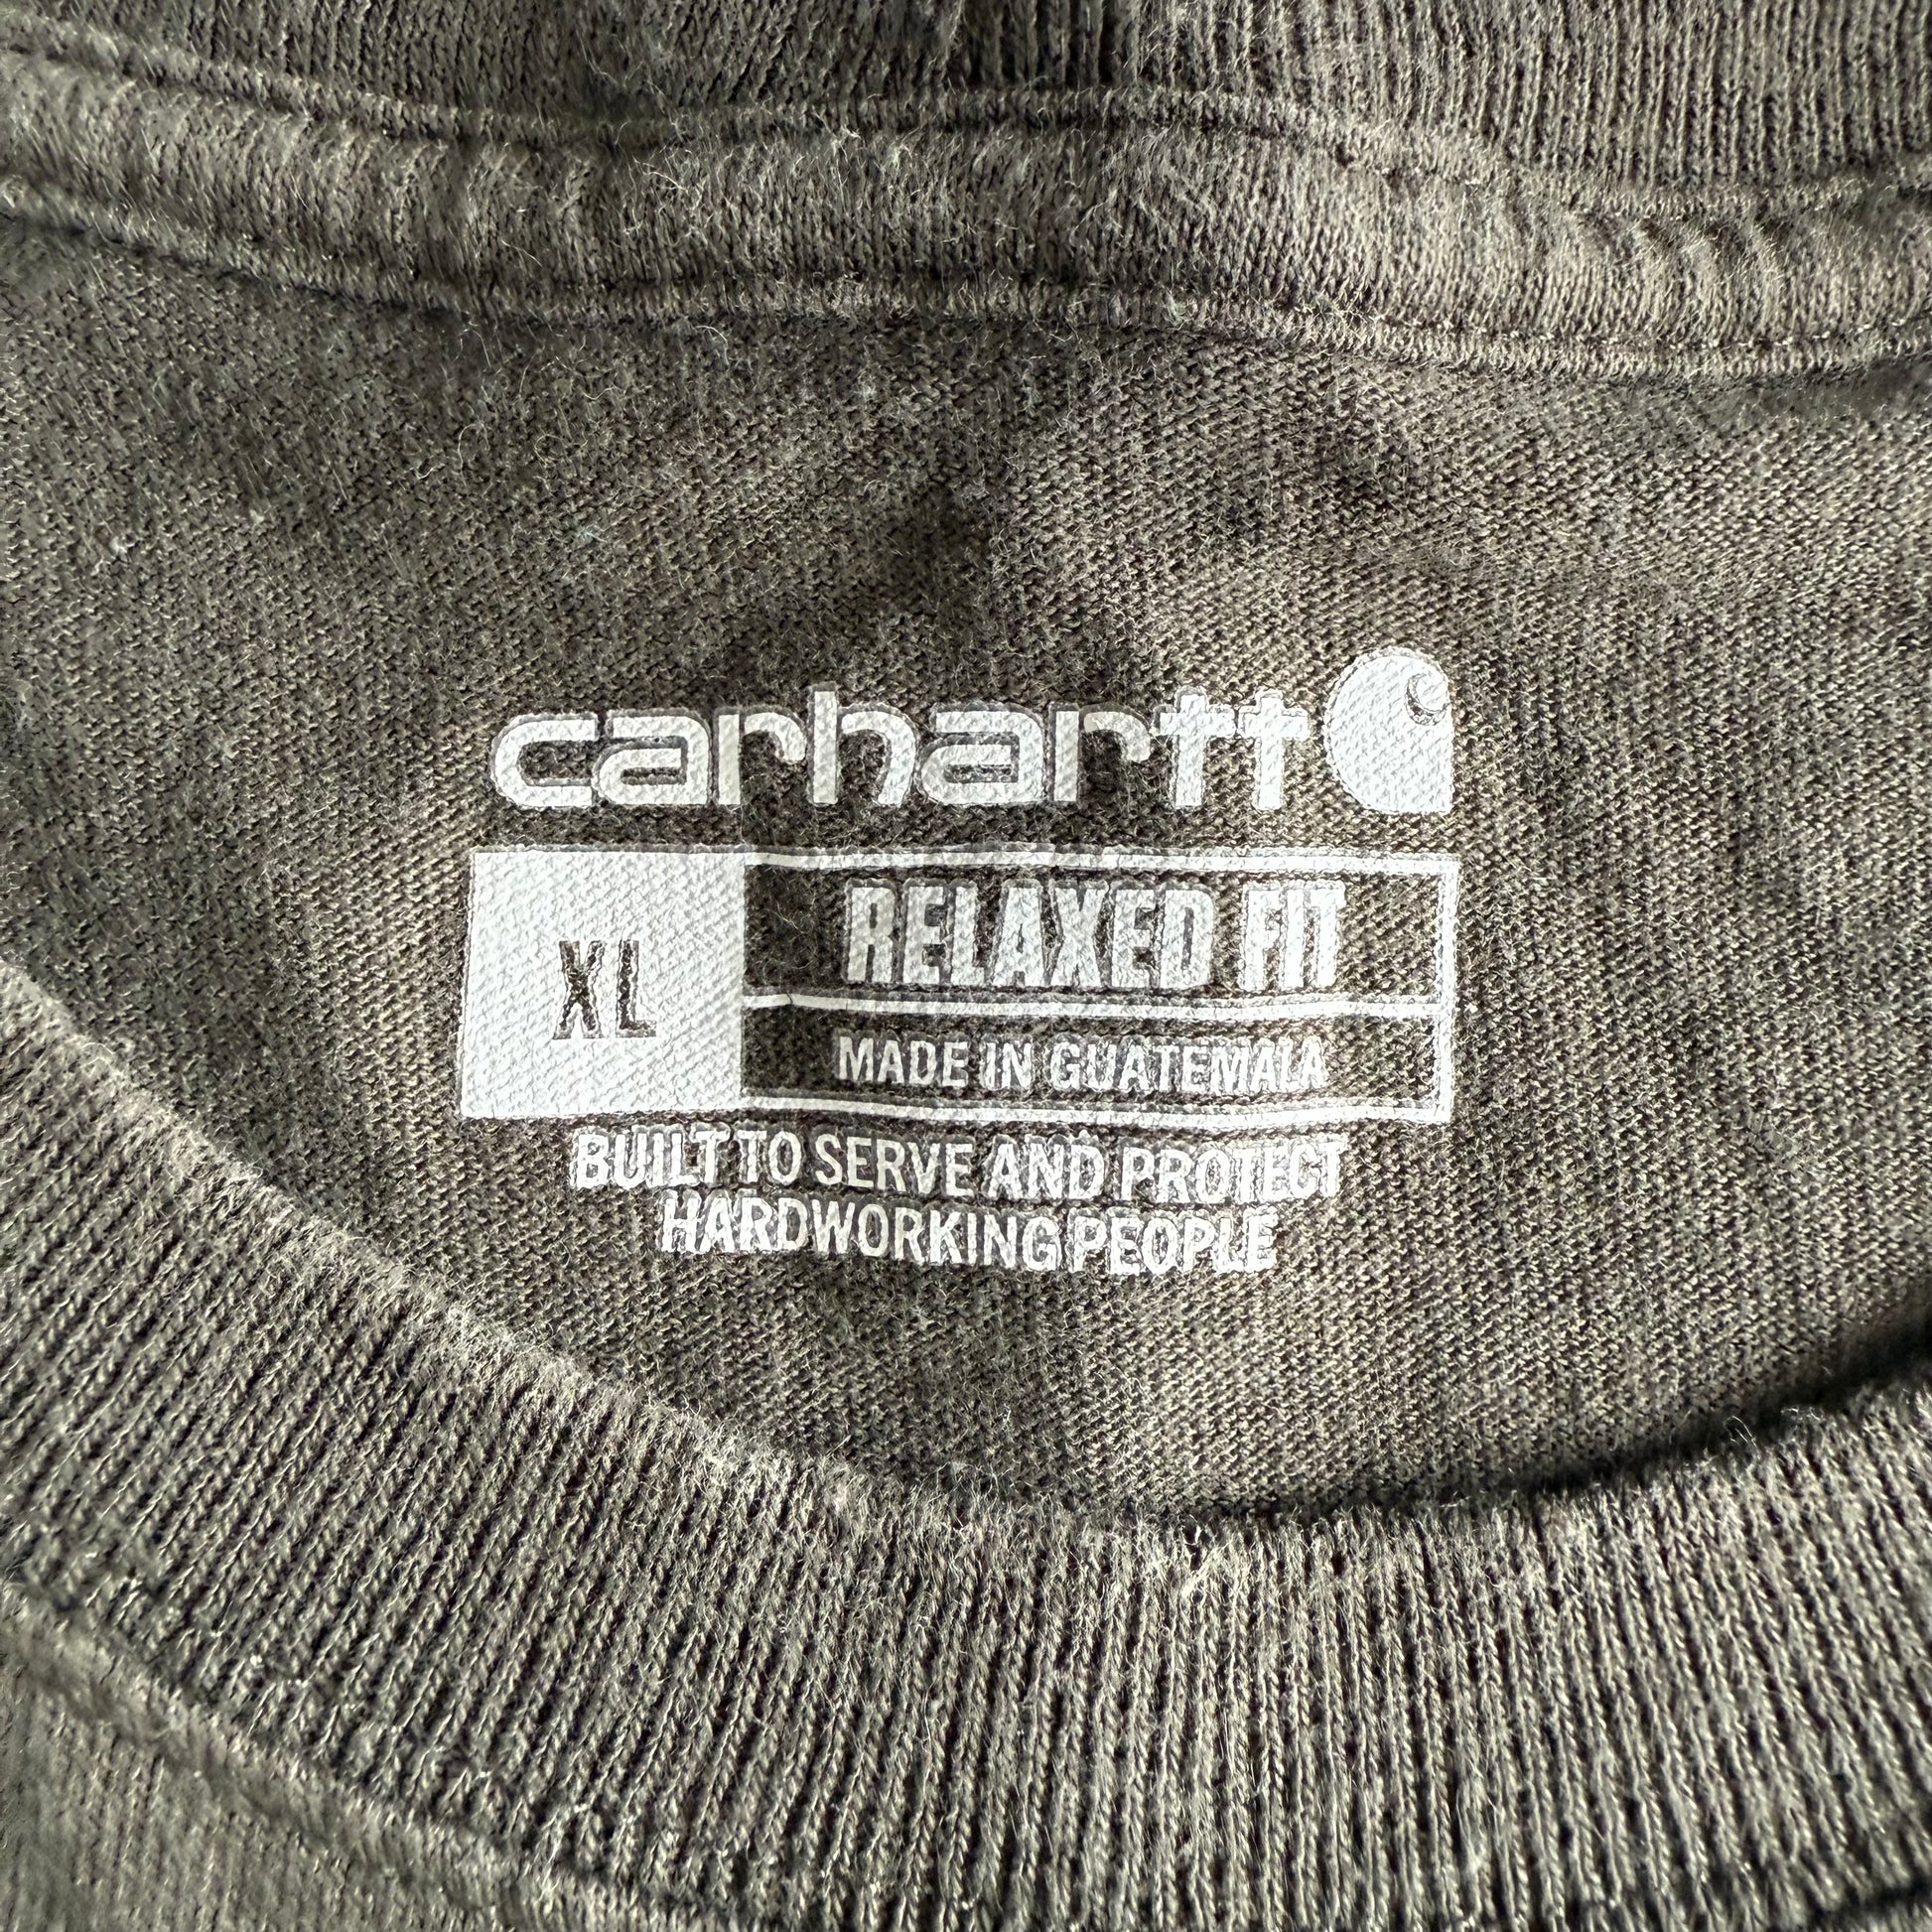 carhartt
XL
RELAXED FIT
MADE IN GUATEMALA
BUILT TO SERVE AND PROTECT
HARDWORKING PEOPLE